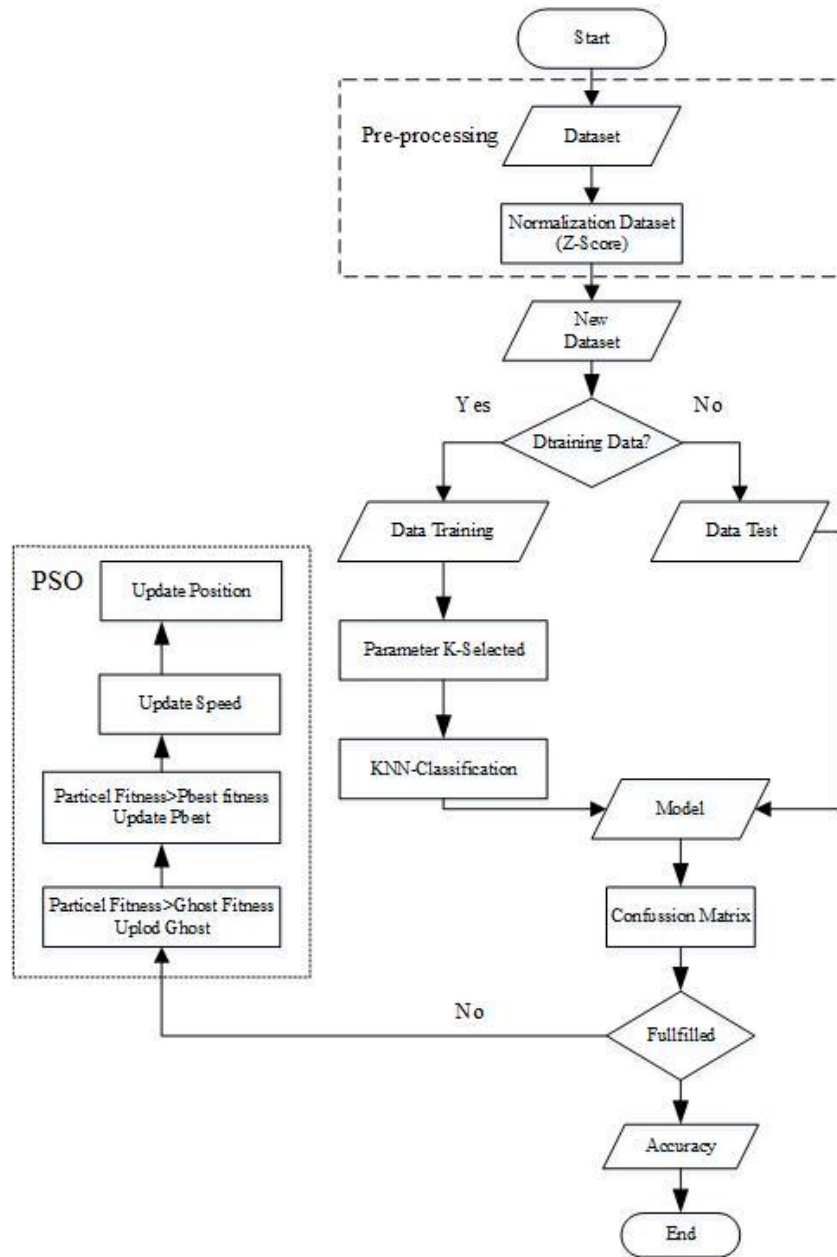 Start
Pre-processing
Dataset
Normalization Dataset
(Z-Score)
New
Dataset
Yes
No
Dtraining Data?
Data Training
Data Test
PSO
Update Position
Parameter K-Selected
Update Speed
KNN-Classification
Particel Fitness>Pbest fitness
Update Pbest
Model
Particel Fitness>Ghost Fitness
Uplod Ghost
Confussion Matrix
No
Fullfilled
Accuracy
End